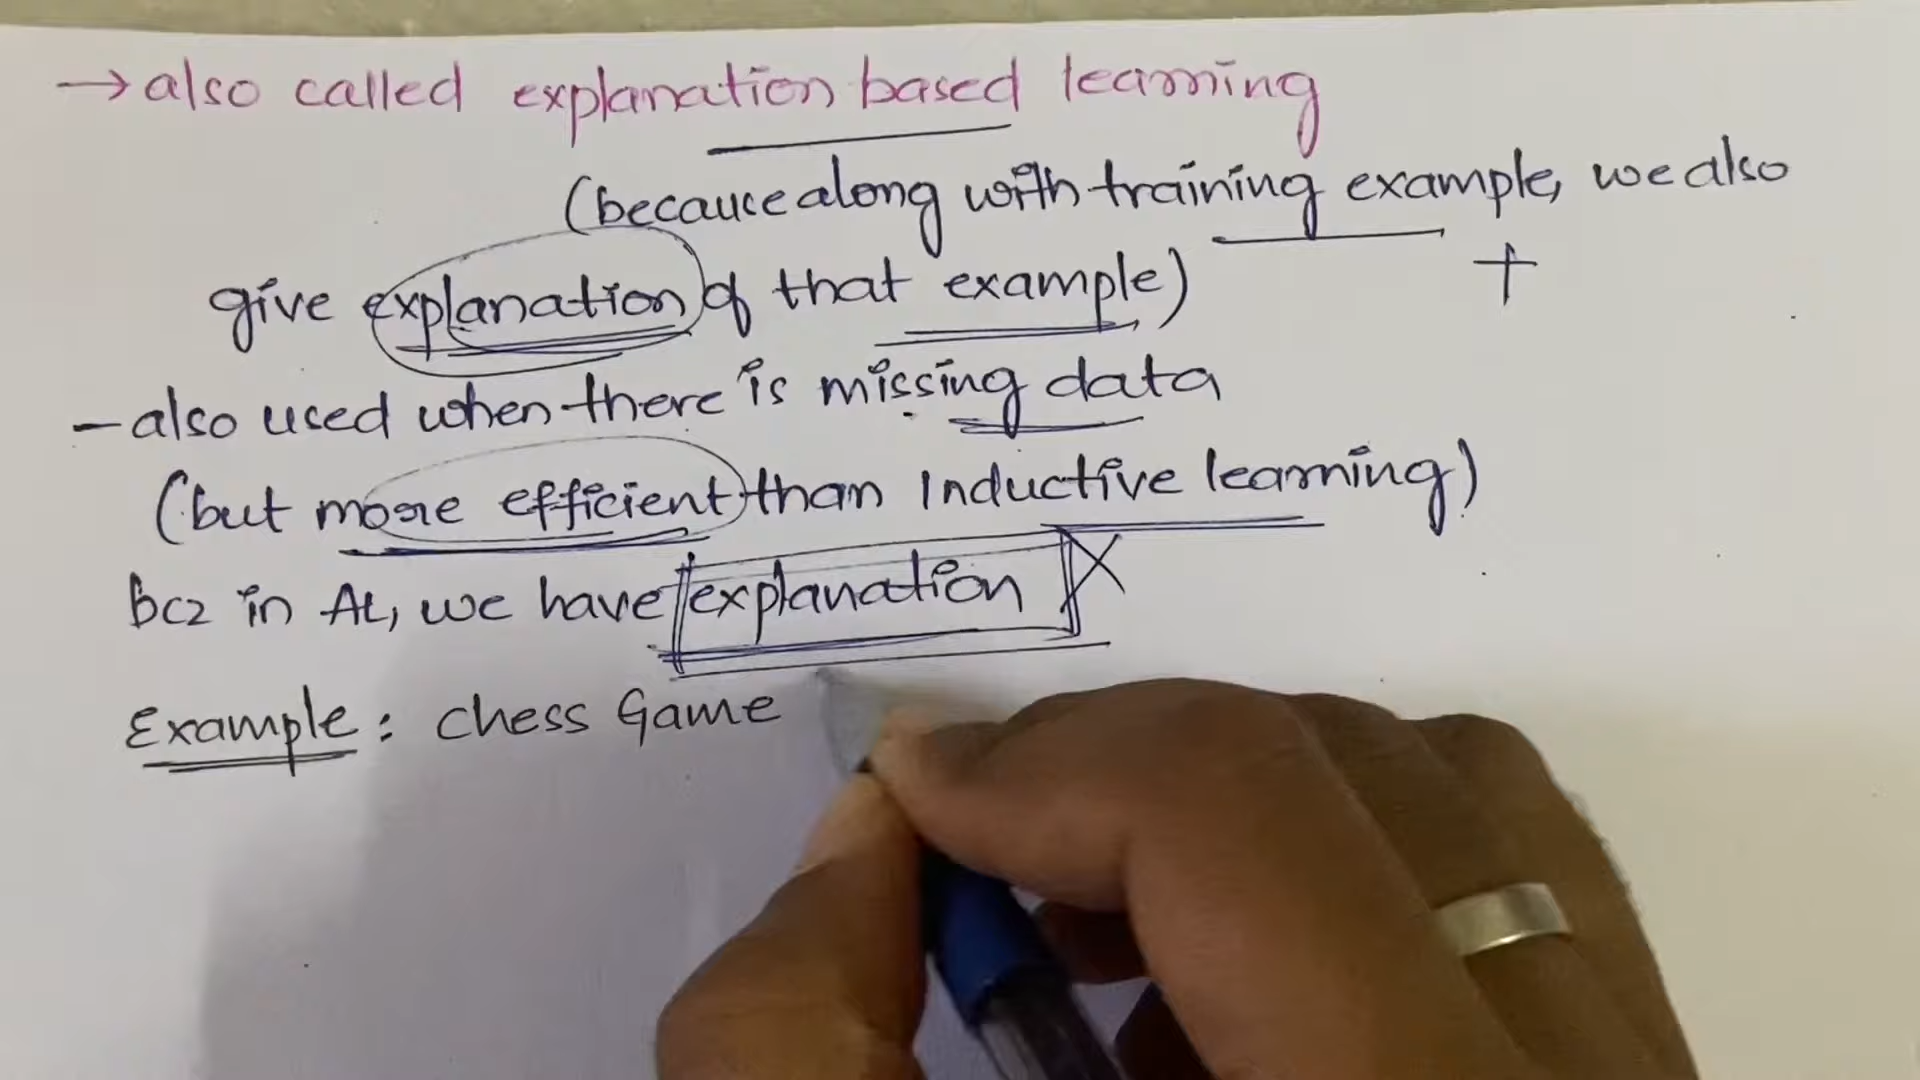 → also called explanation based learning
(because along with training example, we also
give explanation of that example) +
- also used when there is missing data
(but more efficient than Inductive learning)
bcz in AL, we have explanation
Example: Chess Game